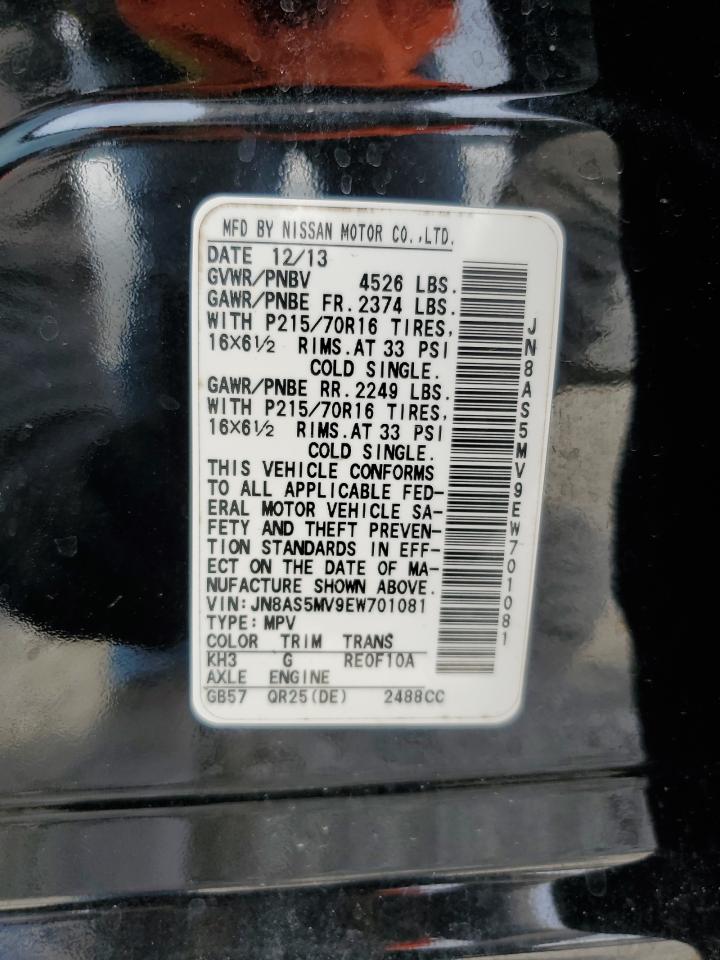 MFD BY NISSAN MOTOR CO.,LTD.
DATE 12/13
GVWR/PNBV 4526 LBS.
GAWR/PNBE FR. 2374 LBS.
WITH P215/70R16 TIRES,
16X6½ RIMS. AT 33 PSI
COLD SINGLE.
GAWR/PNBE RR. 2249 LBS.
WITH P215/70R16 TIRES,
16X6½ RIMS. AT 33 PSI
COLD SINGLE.
THIS VEHICLE CONFORMS
TO ALL APPLICABLE FED-
ERAL MOTOR VEHICLE SA-
FETY AND THEFT PREVEN-
TION STANDARDS IN EFF-
ECT ON THE DATE OF MA-
NUFACTURE SHOWN ABOVE.
VIN: JN8AS5MV9EW701081
TYPE: MPV
COLOR TRIM TRANS
KH3 G RE0F10A
AXLE ENGINE
GB57 QR25(DE) 2488CC
JN8AS5MV9EW701081